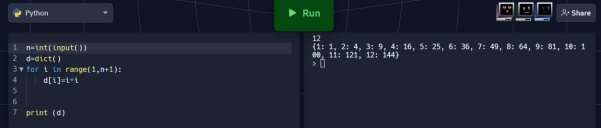 Python
Run
Share
1 n=int(input())
2 d=dict()
3 for i in range(1,n+1):
4 d[i]=i*i
5
6
7 print (d)
12
{1: 1, 2: 4, 3: 9, 4: 16, 5: 25, 6: 36, 7: 49, 8: 64, 9: 81, 10: 1
00, 11: 121, 12: 144}
>